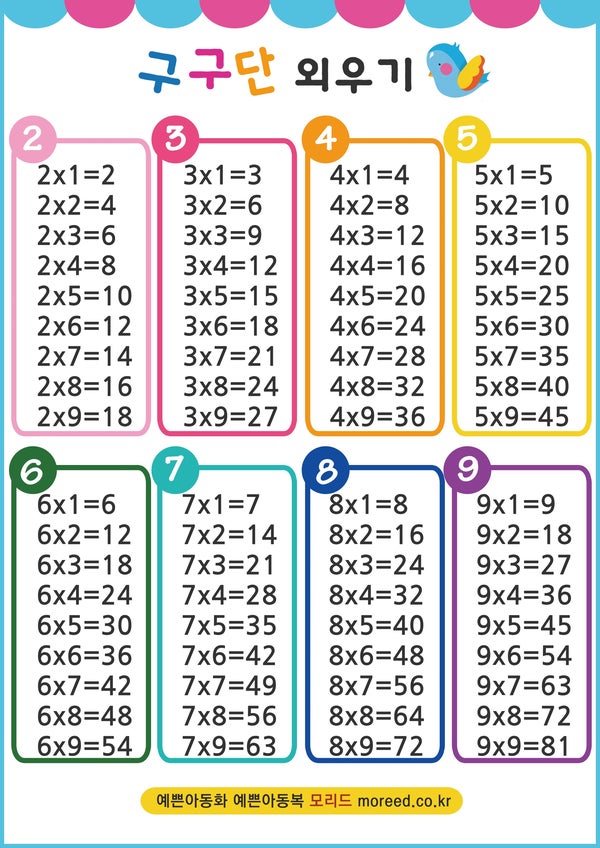 구구단 외우기
2
2x1=2
2x2=4
2x3=6
2x4=8
2x5=10
2x6=12
2x7=14
2x8=16
2x9=18
3
3x1=3
3x2=6
3x3=9
3x4=12
3x5=15
3x6=18
3x7=21
3x8=24
3x9=27
4
4x1=4
4x2=8
4x3=12
4x4=16
4x5=20
4x6=24
4x7=28
4x8=32
4x9=36
5
5x1=5
5x2=10
5x3=15
5x4=20
5x5=25
5x6=30
5x7=35
5x8=40
5x9=45
6
6x1=6
6x2=12
6x3=18
6x4=24
6x5=30
6x6=36
6x7=42
6x8=48
6x9=54
7
7x1=7
7x2=14
7x3=21
7x4=28
7x5=35
7x6=42
7x7=49
7x8=56
7x9=63
8
8x1=8
8x2=16
8x3=24
8x4=32
8x5=40
8x6=48
8x7=56
8x8=64
8x9=72
9
9x1=9
9x2=18
9x3=27
9x4=36
9x5=45
9x6=54
9x7=63
9x8=72
9x9=81
예쁜아동화 예쁜아동복 모리드 moreed.co.kr